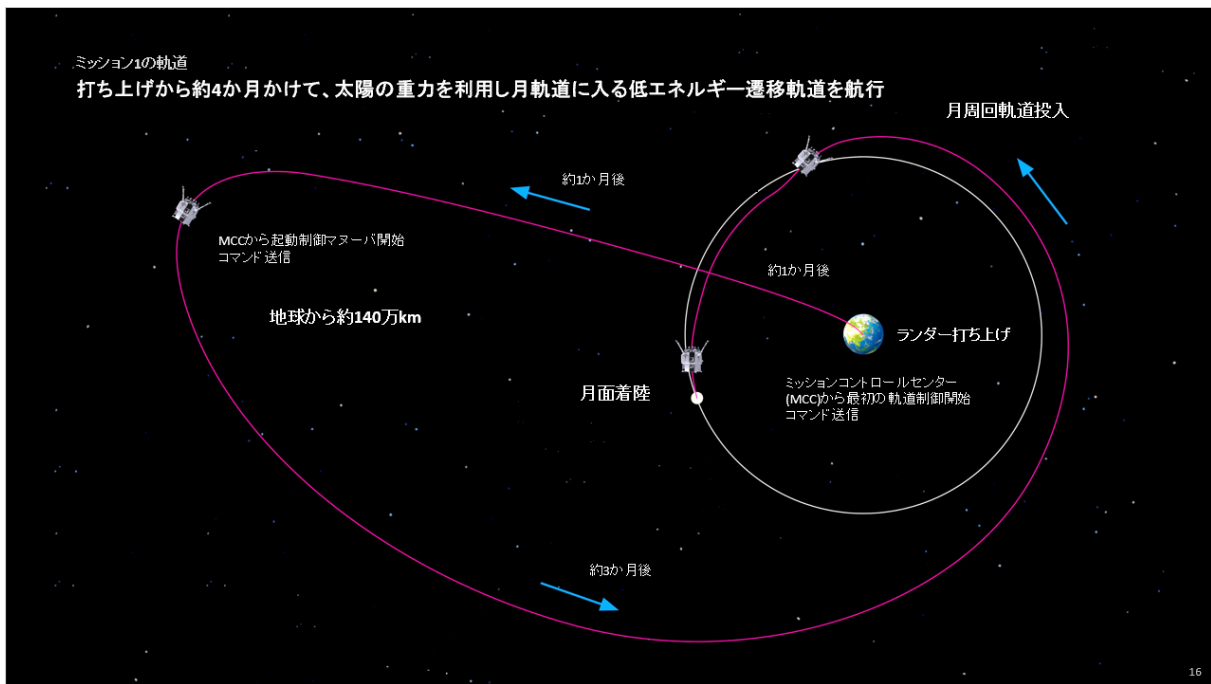 ミッション1の軌道
打ち上げから約4か月かけて、太陽の重力を利用し月軌道に入る低エネルギー遷移軌道を航行
月周回軌道投入
約1か月後
MCCから起動制御マヌーバ開始
コマンド送信
約1か月後
地球から約140万km
ランダー打ち上げ
月面着陸
ミッションコントロールセンター
(MCC)から最初の軌道制御開始
コマンド送信
約3か月後
16